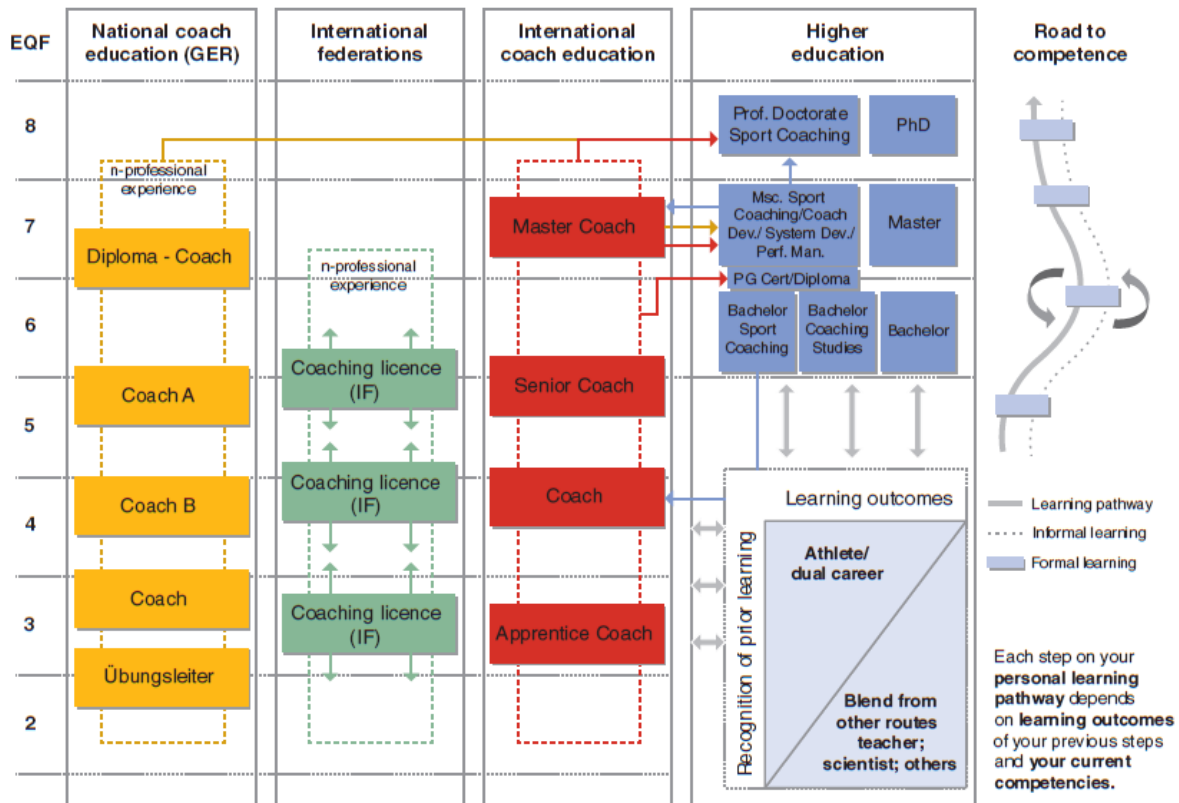 EQF
National coach
education (GER)
International
federations
International
coach education
Higher
education
Road to
competence
8
7
6
5
4
3
2
n-professional
experience
Diploma - Coach
Coach A
Coach B
Coach
Übungsleiter
n-professional
experience
Coaching licence
(IF)
Coaching licence
(IF)
Coaching licence
(IF)
Master Coach
Senior Coach
Coach
Apprentice Coach
Prof. Doctorate
Sport Coaching
PhD
Msc. Sport
Coaching/Coach
Dev./ System Dev./
Perf. Man.
Master
PG Cert/Diploma
Bachelor
Sport
Coaching
Bachelor
Coaching
Studies
Bachelor
Learning outcomes
Recognition of prior learning
Athlete/
dual career
Blend from
other routes
teacher;
scientist; others
Learning pathway
Informal learning
Formal learning
Each step on your
personal learning
pathway depends
on learning outcomes
of your previous steps
and your current
competencies.